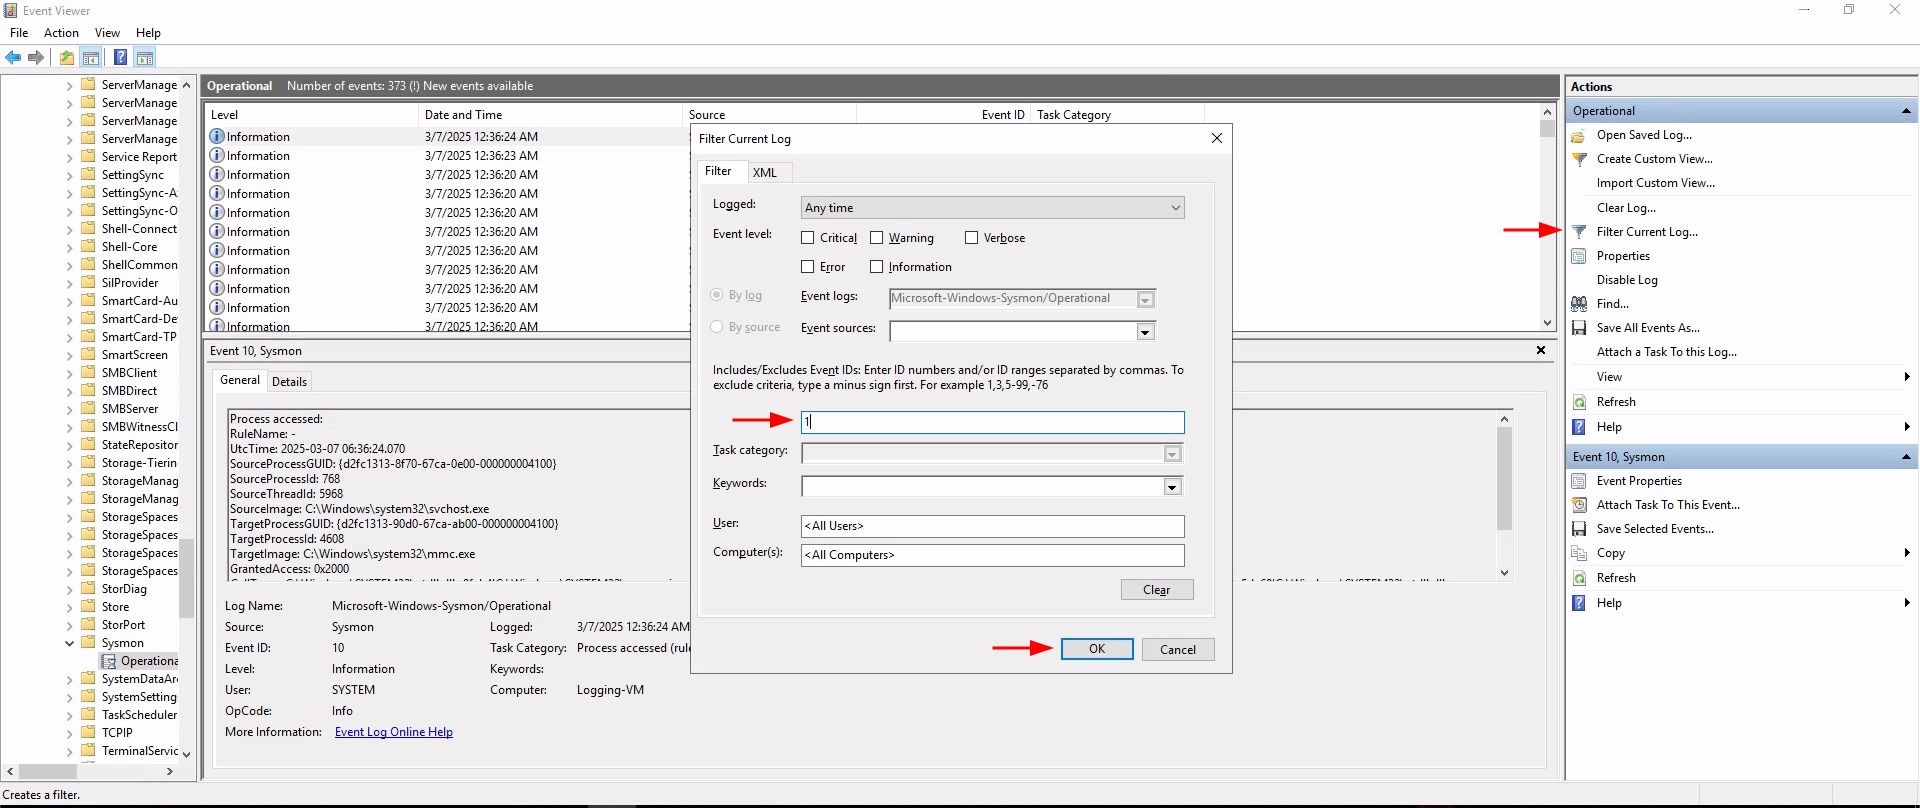 Event Viewer
File Action View Help
ServerManage
ServerManage
ServerManage
ServerManage
Service Report
SettingSync
SettingSync-A
SettingSync-O
Shell-Connect
Shell-Core
ShellCommon
SilProvider
SmartCard-Au
SmartCard-De
SmartCard-TP
SmartScreen
SMBClient
SMBDirect
SMBServer
SMBWitnessCl
StateRepositor
Storage-Tierin
StorageManag
StorageManag
StorageSpaces
StorageSpaces
StorageSpaces
StorageSpaces
StorDiag
Store
StorPort
Sysmon
Operationa
SystemDataAr
SystemSetting
TaskScheduler
TCPIP
TerminalServic
Operational Number of events: 373 (!) New events available
Level Date and Time Source Event ID Task Category
Information 3/7/2025 12:36:24 AM
Information 3/7/2025 12:36:23 AM
Information 3/7/2025 12:36:20 AM
Information 3/7/2025 12:36:20 AM
Information 3/7/2025 12:36:20 AM
Information 3/7/2025 12:36:20 AM
Information 3/7/2025 12:36:20 AM
Information 3/7/2025 12:36:20 AM
Information 3/7/2025 12:36:20 AM
Information 3/7/2025 12:36:20 AM
Information 3/7/2025 12:36:20 AM
Event 10, Sysmon
General Details
Process accessed:
RuleName: -
UtcTime: 2025-03-07 06:36:24.070
SourceProcessGUID: {d2fc1313-8f70-67ca-0e00-000000004100}
SourceProcessId: 768
SourceThreadId: 5968
SourceImage: C:\Windows\system32\svchost.exe
TargetProcessGUID: {d2fc1313-90d0-67ca-ab00-000000004100}
TargetProcessId: 4608
TargetImage: C:\Windows\system32\mmc.exe
GrantedAccess: 0x2000
Log Name: Microsoft-Windows-Sysmon/Operational
Source: Sysmon Logged: 3/7/2025 12:36:24 AM
Event ID: 10 Task Category: Process accessed (rul
Level: Information Keywords:
User: SYSTEM Computer: Logging-VM
OpCode: Info
More Information: Event Log Online Help
Filter Current Log
Filter XML
Logged: Any time
Event level: Critical Warning Verbose
Error Information
By log Event logs: Microsoft-Windows-Sysmon/Operational
By source Event sources:
Includes/Excludes Event IDs: Enter ID numbers and/or ID ranges separated by commas. To
exclude criteria, type a minus sign first. For example 1,3,5-99,-76
1
Task category:
Keywords:
User: <All Users>
Computer(s): <All Computers>
Clear
OK Cancel
Actions
Operational
Open Saved Log...
Create Custom View...
Import Custom View...
Clear Log...
Filter Current Log...
Properties
Disable Log
Find...
Save All Events As...
Attach a Task To this Log...
View
Refresh
Help
Event 10, Sysmon
Event Properties
Attach Task To This Event...
Save Selected Events...
Copy
Refresh
Help
Creates a filter.